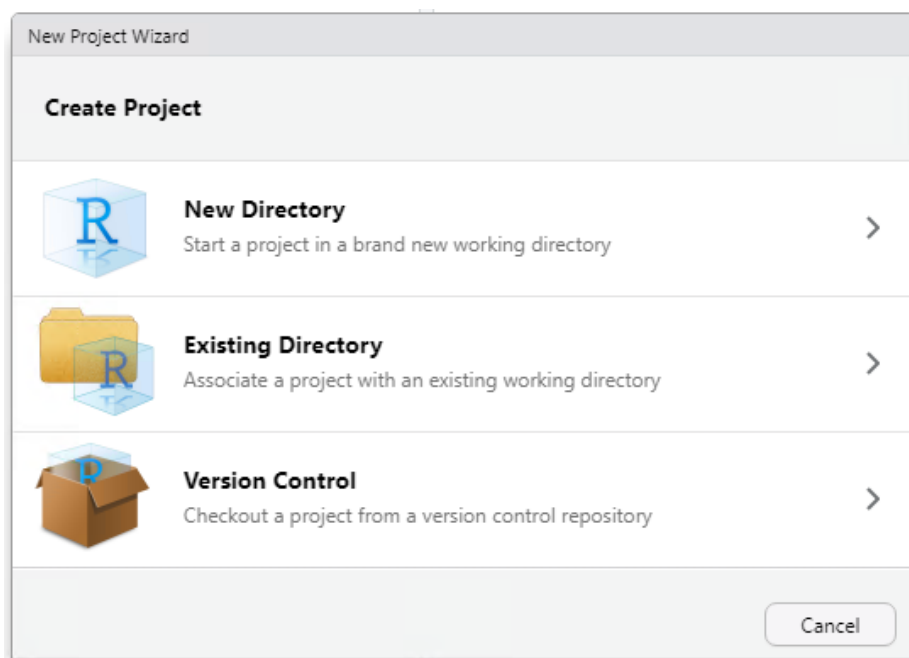 New Project Wizard
Create Project
R
New Directory
Start a project in a brand new working directory
R
Existing Directory
Associate a project with an existing working directory
R
Version Control
Checkout a project from a version control repository
Cancel